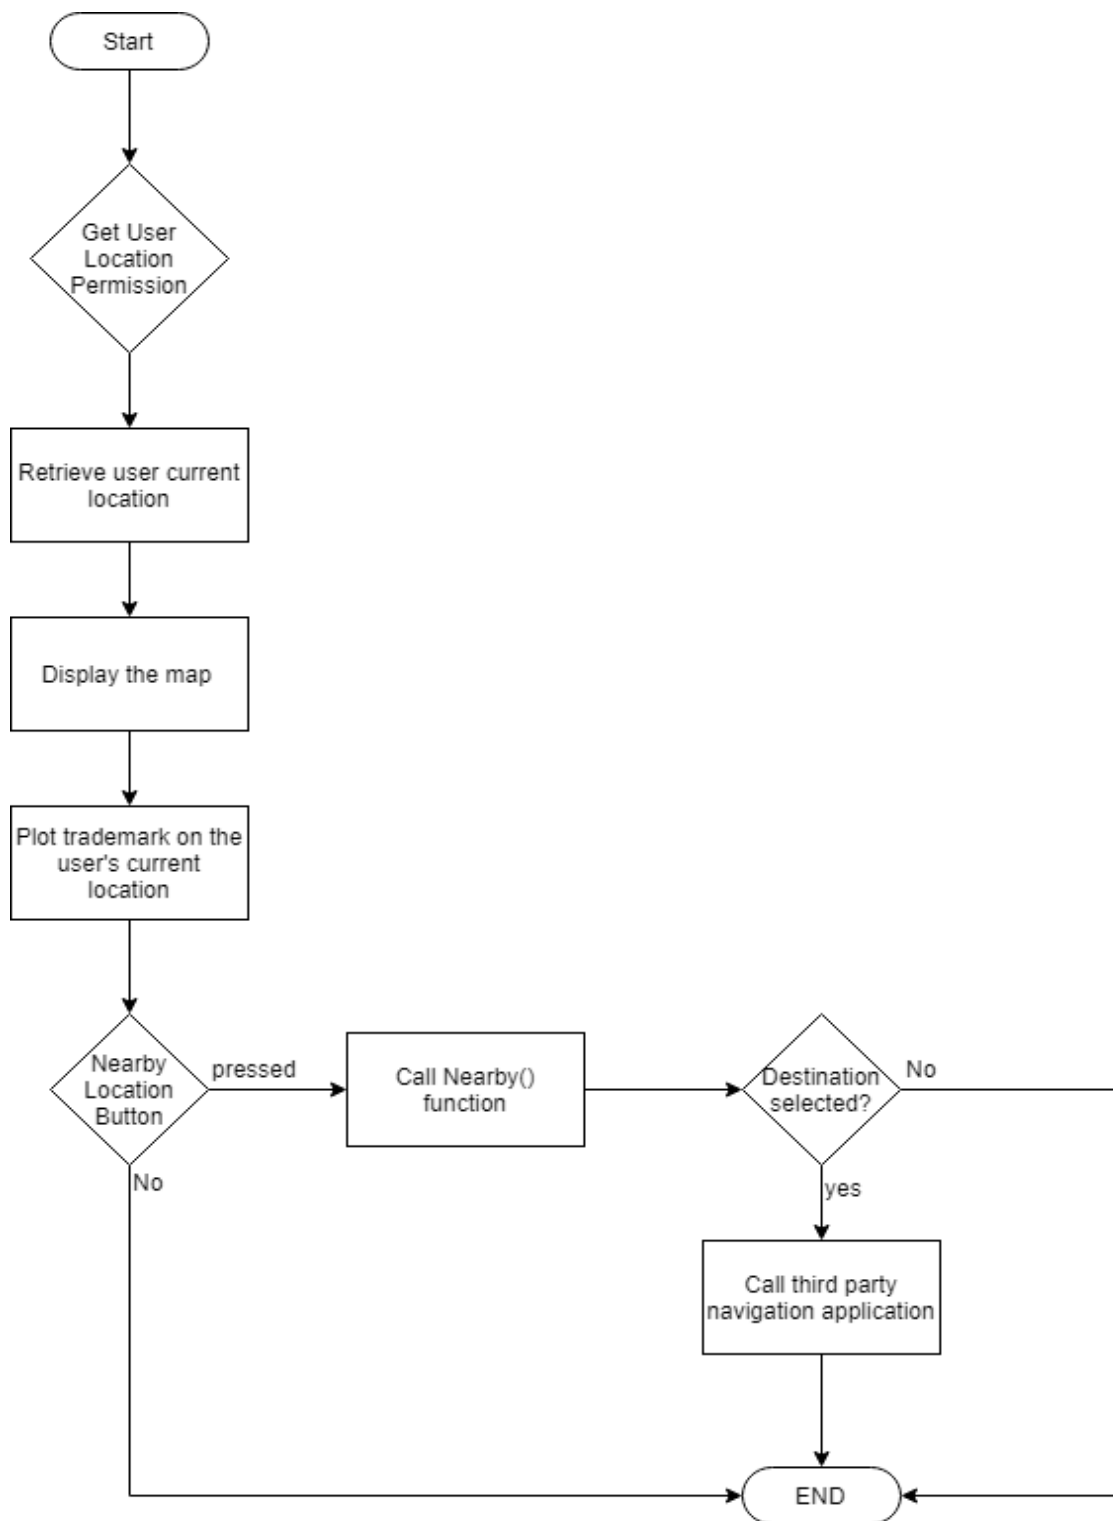 Start
Get User
Location
Permission
Retrieve user current
location
Display the map
Plot trademark on the
user's current
location
Nearby
Location
Button
pressed
No
Call Nearby()
function
Destination
selected?
No
yes
Call third party
navigation application
END